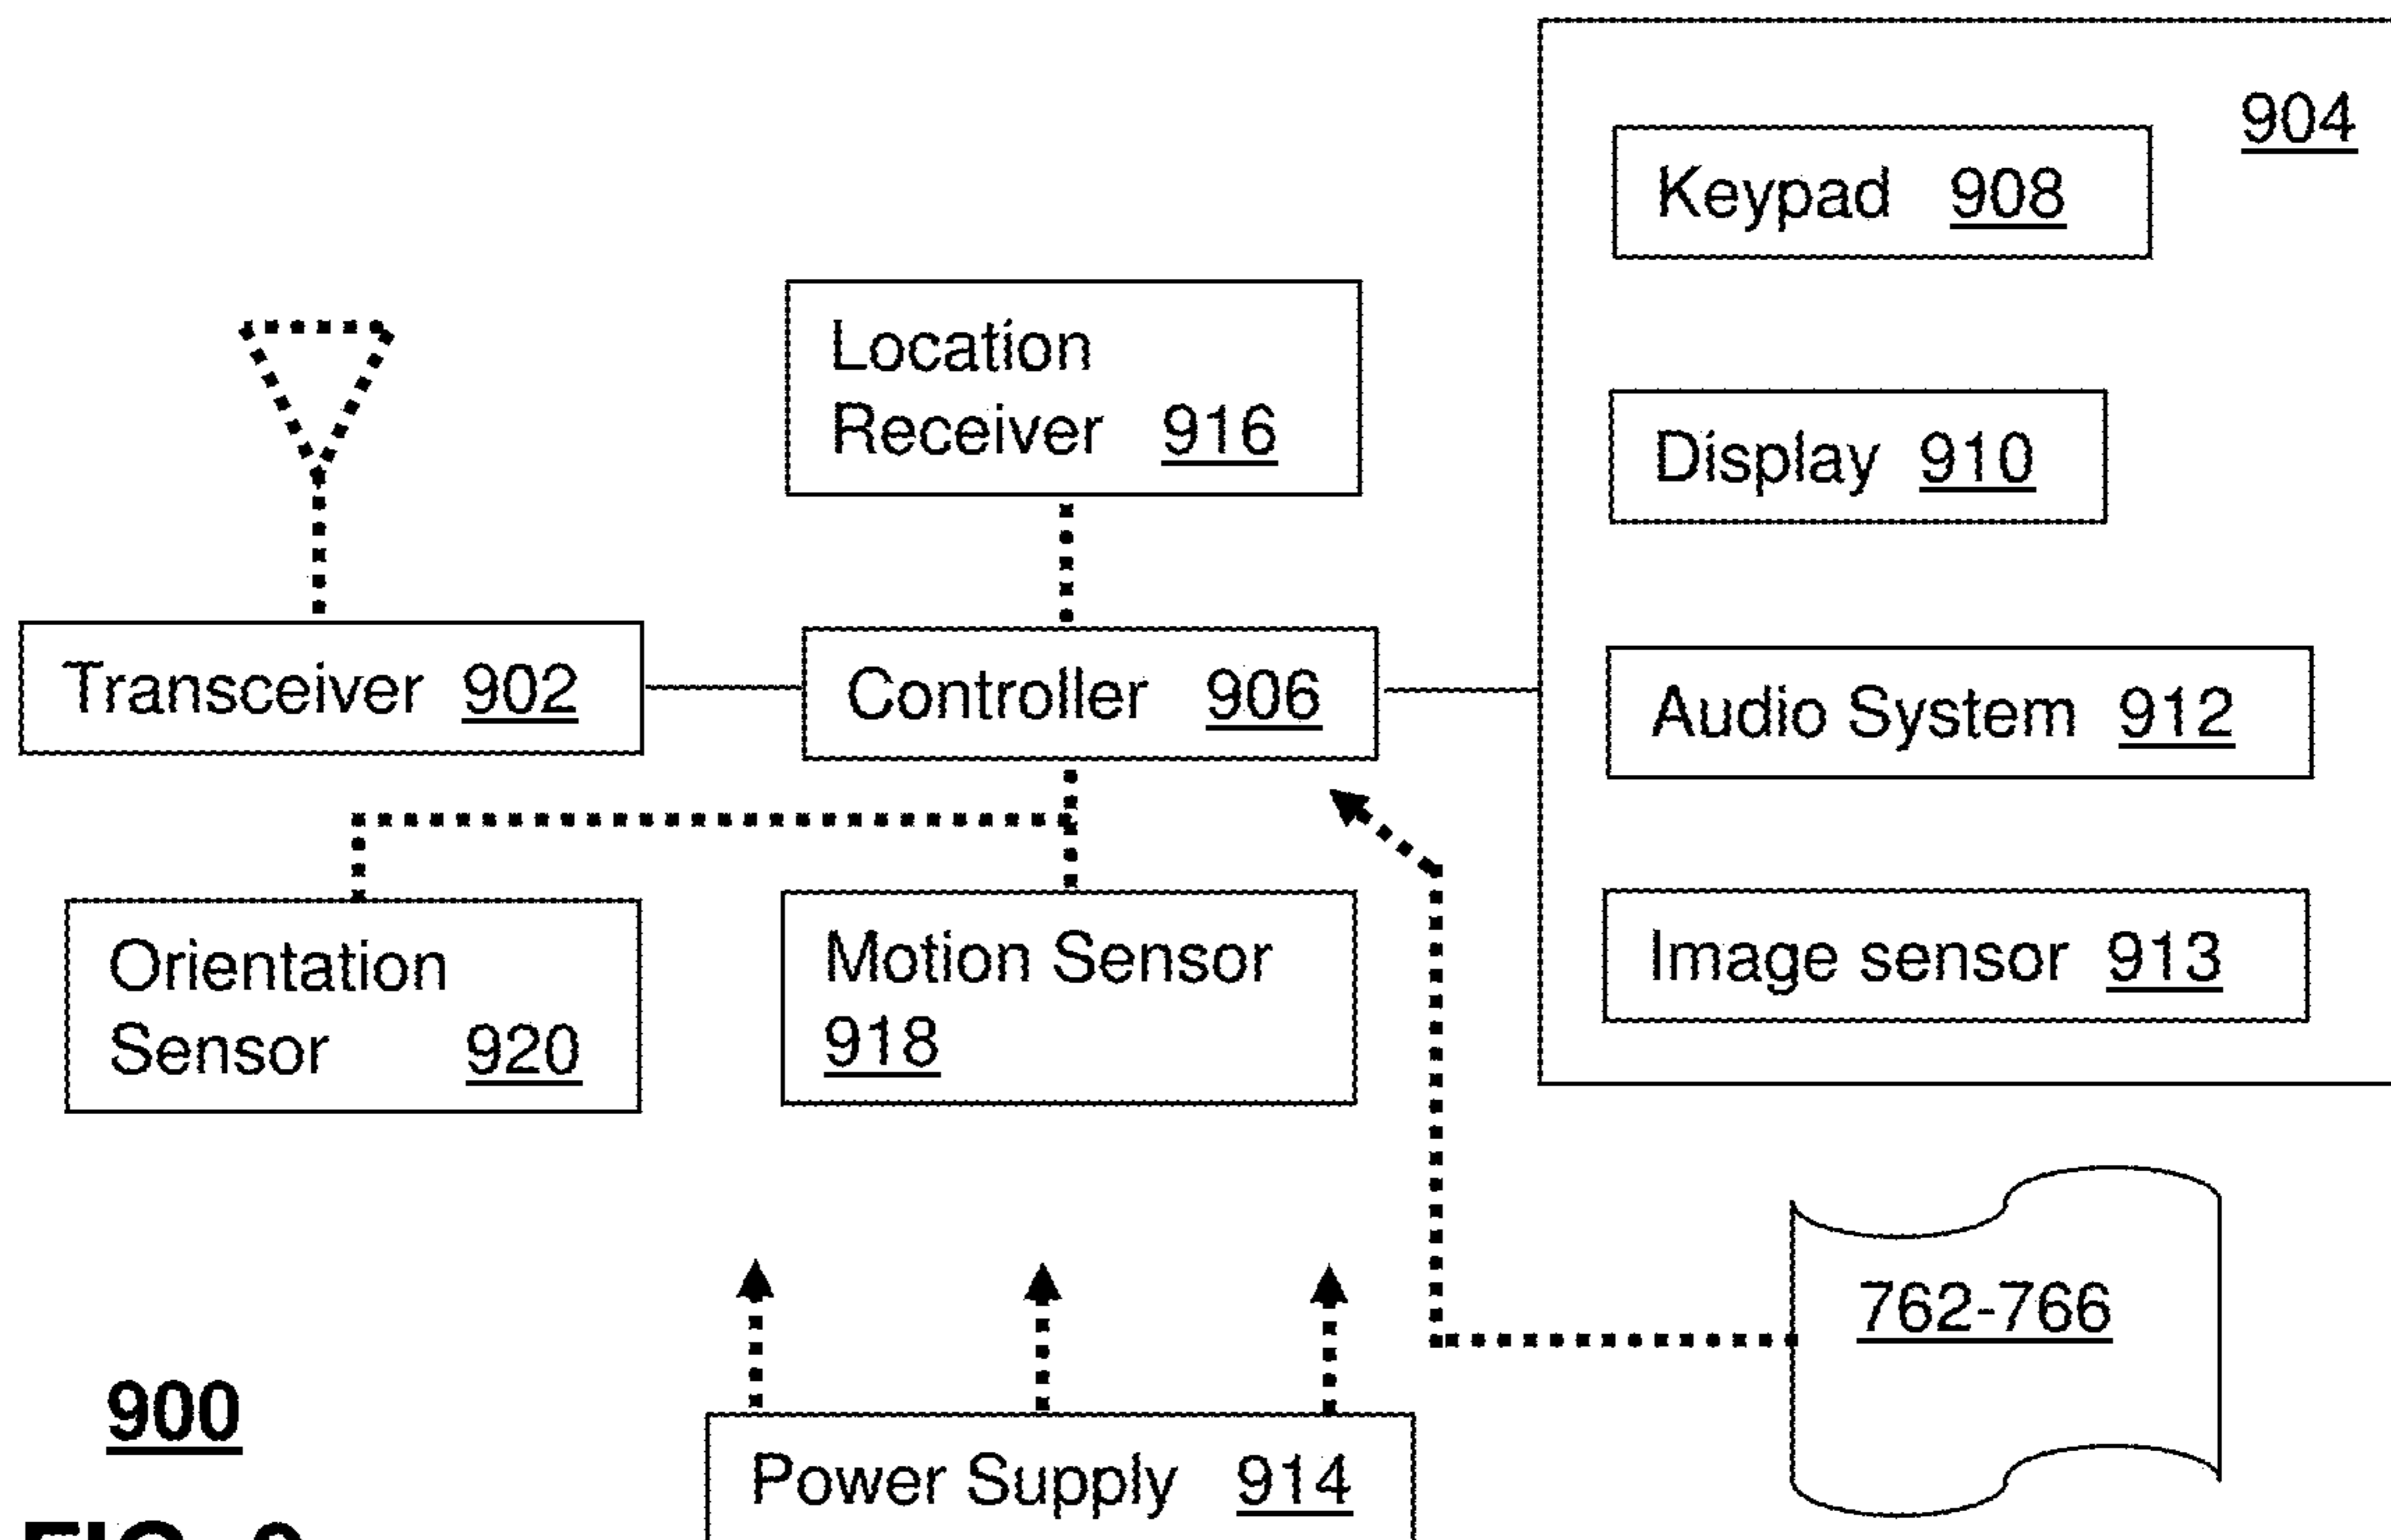 904
Keypad 908
Location
Receiver 916
Display 910
Transceiver 902
Controller 906
Audio System 912
Orientation
Sensor 920
Motion Sensor
918
Image sensor 913
762-766
900
Power Supply 914